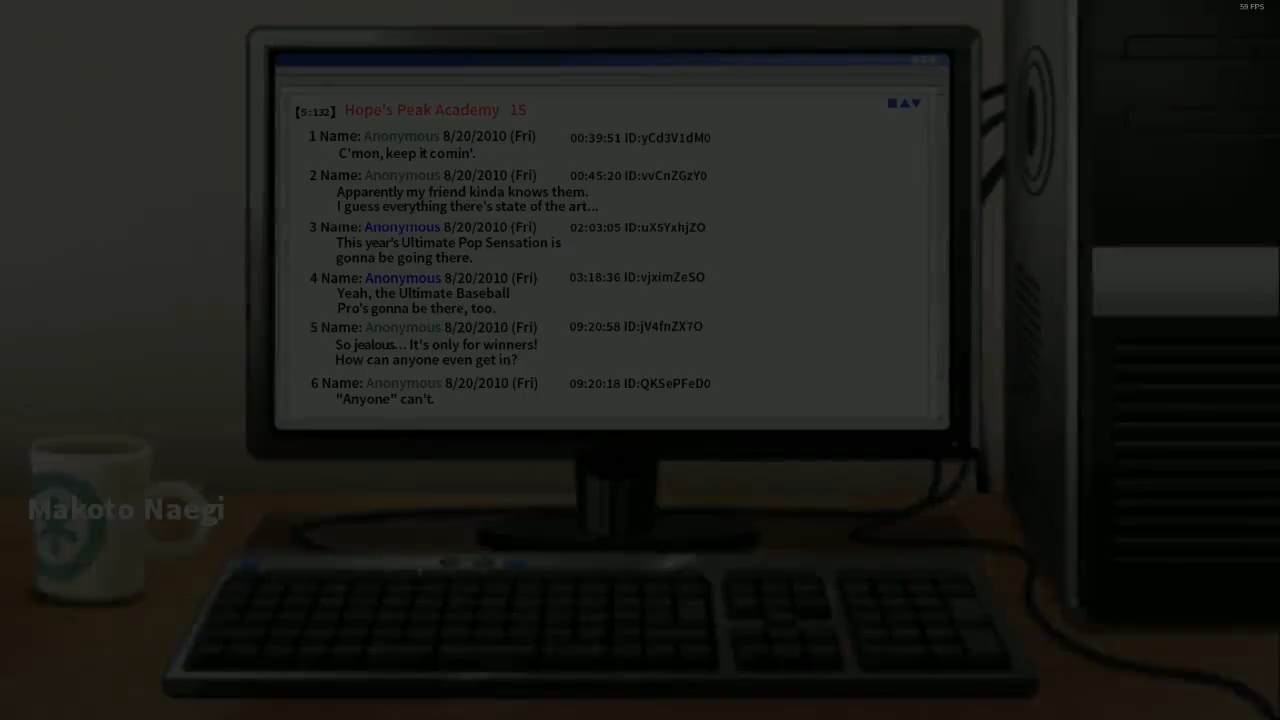 59 FPS
【5:132】 Hope's Peak Academy 15
1 Name: Anonymous 8/20/2010 (Fri) 00:39:51 ID:yCd3V1dM0
C'mon, keep it comin'.
2 Name: Anonymous 8/20/2010 (Fri) 00:45:20 ID:vvCnZGzY0
Apparently my friend kinda knows them.
I guess everything there's state of the art...
3 Name: Anonymous 8/20/2010 (Fri) 02:03:05 ID:uX5YxhjZO
This year's Ultimate Pop Sensation is
gonna be going there.
4 Name: Anonymous 8/20/2010 (Fri) 03:18:36 ID:vjximZeSO
Yeah, the Ultimate Baseball
Pro's gonna be there, too.
5 Name: Anonymous 8/20/2010 (Fri) 09:20:58 ID:jV4fnZX7O
So jealous... It's only for winners!
How can anyone even get in?
6 Name: Anonymous 8/20/2010 (Fri) 09:20:18 ID:QKSePFeD0
"Anyone" can't.
Makoto Naegi